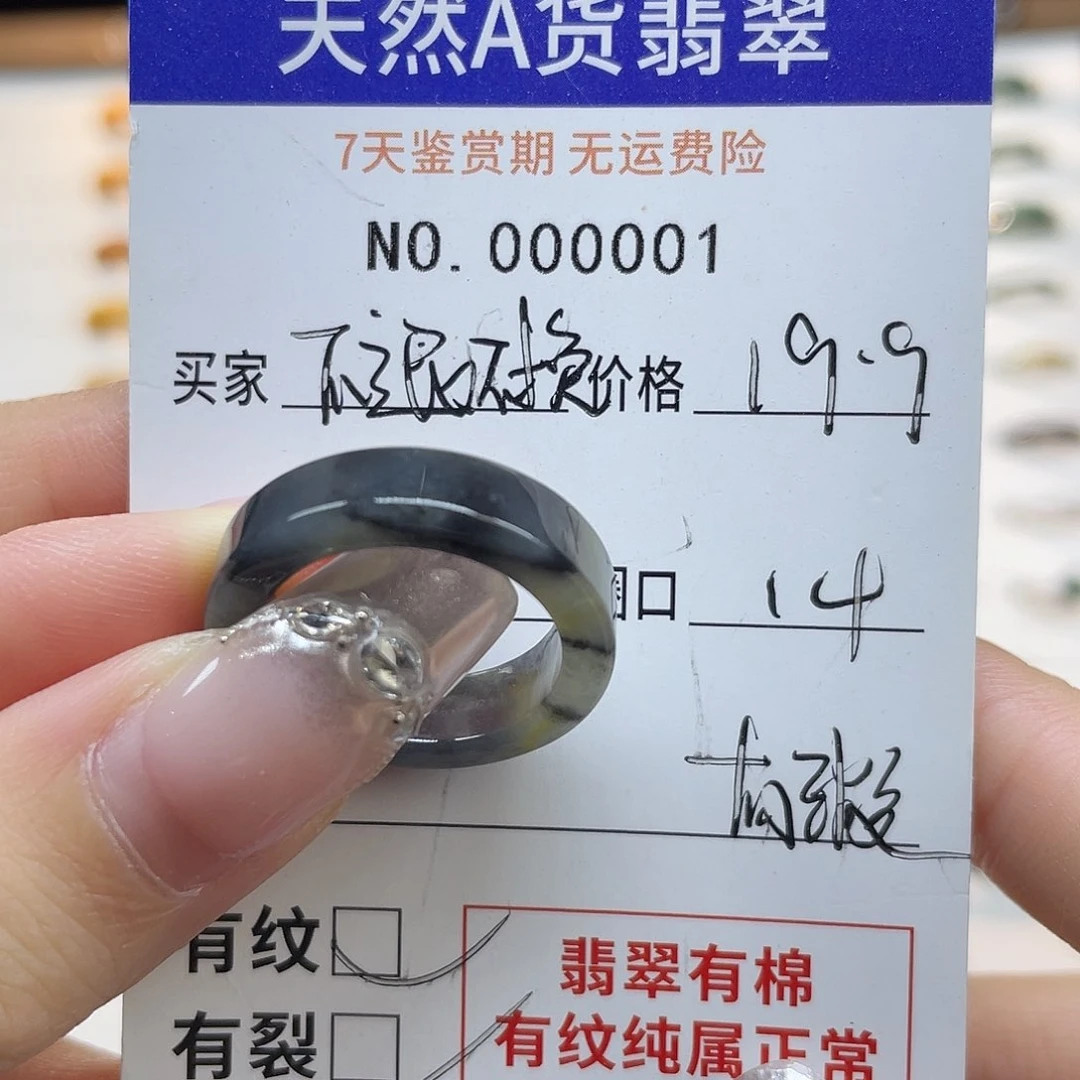 天然A货翡翠
7天鉴赏期 无运费险
NO. 000001
买家 不退不换 价格 19.9
圈口 14
有裂
有纹
有裂
翡翠有棉
有纹纯属正常